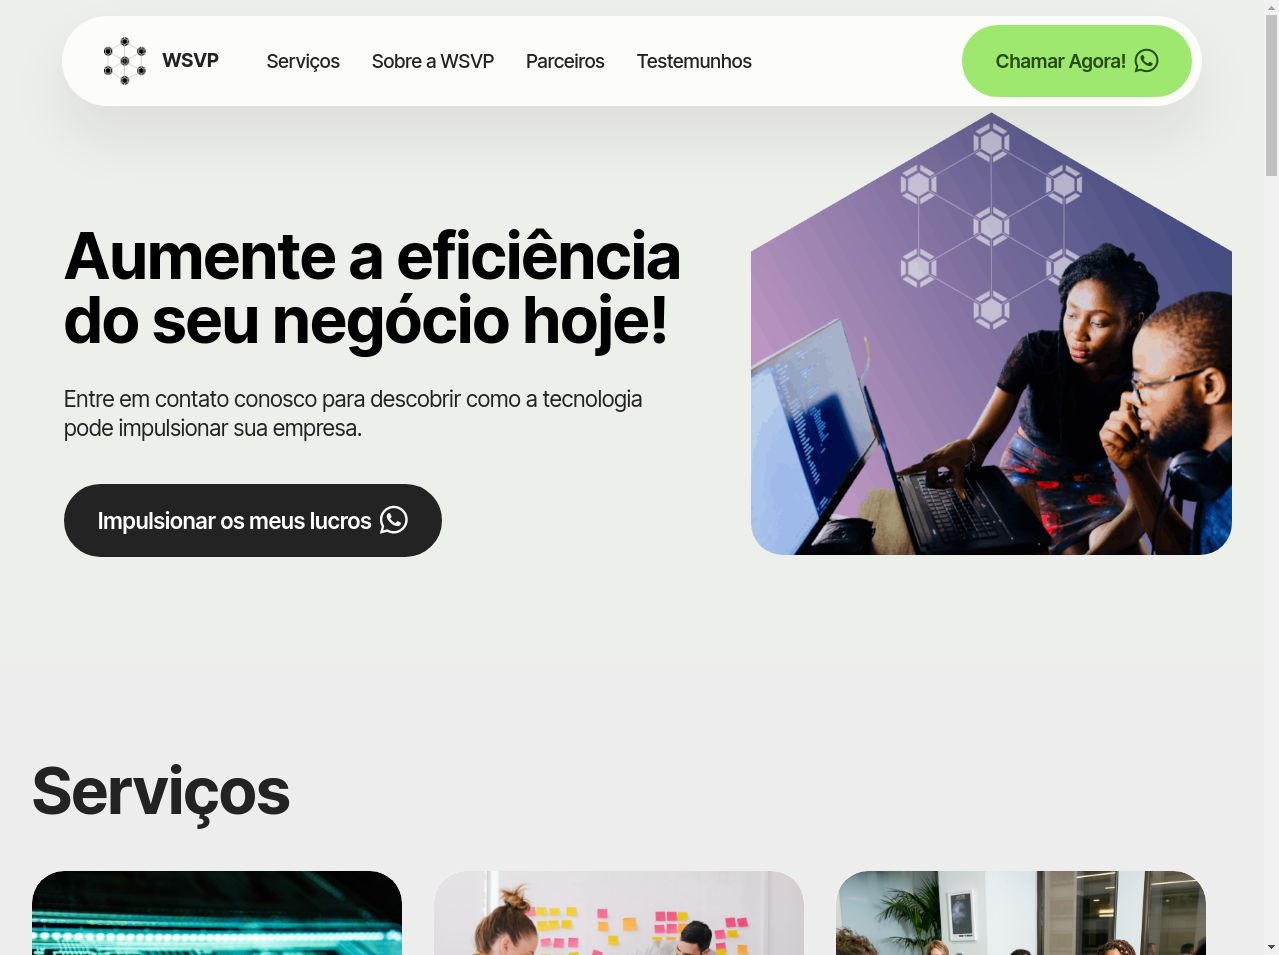 WSVP
Serviços
Sobre a WSVP
Parceiros
Testemunhos
Chamar Agora!
Aumente a eficiência
do seu negócio hoje!
Entre em contato conosco para descobrir como a tecnologia
pode impulsionar sua empresa.
Impulsionar os meus lucros
Serviços